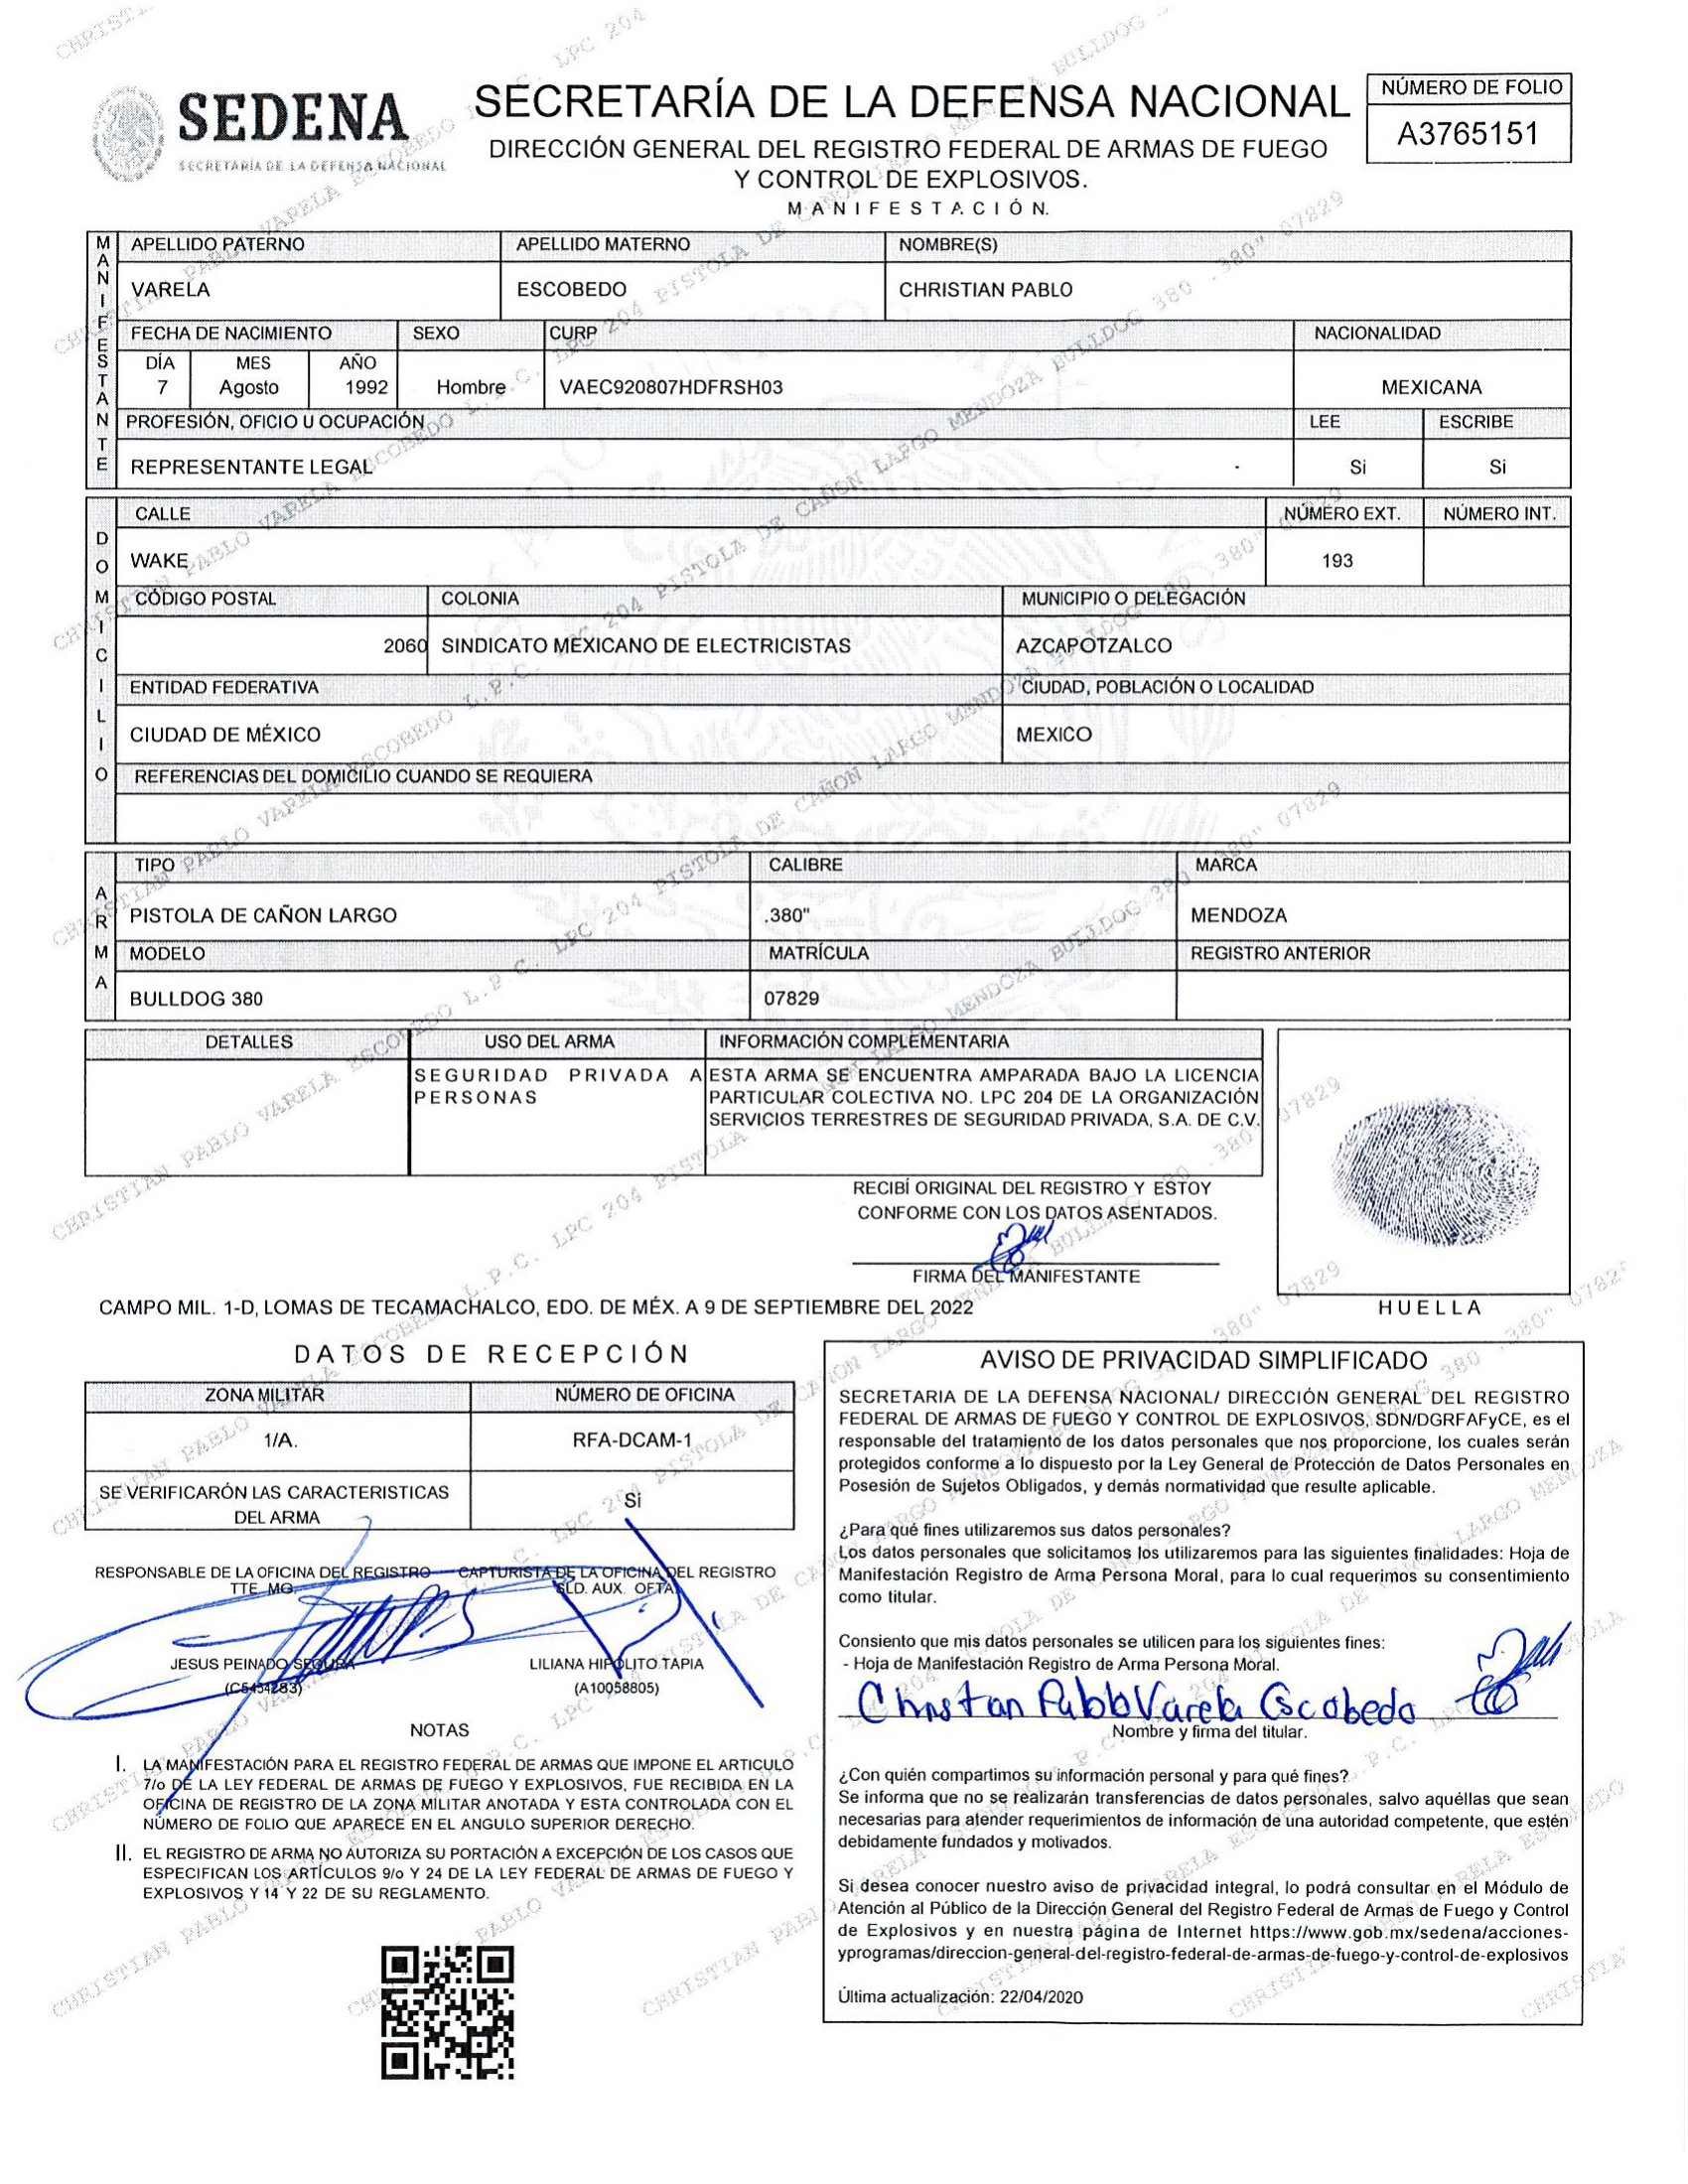 SEDENA
SECRETARÍA DE LA DEFENSA NACIONAL
SECRETARÍA DE LA DEFENSA NACIONAL
DIRECCIÓN GENERAL DEL REGISTRO FEDERAL DE ARMAS DE FUEGO
Y CONTROL DE EXPLOSIVOS.
MANIFESTACIÓN.
NÚMERO DE FOLIO
A3765151
MANIFESTANTE
APELLIDO PATERNO APELLIDO MATERNO NOMBRE(S)
VARELA ESCOBEDO CHRISTIAN PABLO
FECHA DE NACIMIENTO SEXO CURP NACIONALIDAD
DÍA MES AÑO
7 Agosto 1992 Hombre VAEC920807HDFRSH03 MEXICANA
PROFESIÓN, OFICIO U OCUPACIÓN LEE ESCRIBE
REPRESENTANTE LEGAL Si Si
DOMICILIO
CALLE NÚMERO EXT. NÚMERO INT.
WAKE 193
CÓDIGO POSTAL COLONIA MUNICIPIO O DELEGACIÓN
2060 SINDICATO MEXICANO DE ELECTRICISTAS AZCAPOTZALCO
ENTIDAD FEDERATIVA CIUDAD, POBLACIÓN O LOCALIDAD
CIUDAD DE MÉXICO MEXICO
REFERENCIAS DEL DOMICILIO CUANDO SE REQUIERA
ARMA
TIPO CALIBRE MARCA
PISTOLA DE CAÑON LARGO .380" MENDOZA
MODELO MATRÍCULA REGISTRO ANTERIOR
BULLDOG 380 07829
DETALLES USO DEL ARMA INFORMACIÓN COMPLEMENTARIA
SEGURIDAD PRIVADA A PERSONAS
ESTA ARMA SE ENCUENTRA AMPARADA BAJO LA LICENCIA
PARTICULAR COLECTIVA NO. LPC 204 DE LA ORGANIZACIÓN
SERVICIOS TERRESTRES DE SEGURIDAD PRIVADA, S.A. DE C.V.
RECIBÍ ORIGINAL DEL REGISTRO Y ESTOY
CONFORME CON LOS DATOS ASENTADOS.
FIRMA DEL MANIFESTANTE
HUELLA
CAMPO MIL. 1-D, LOMAS DE TECAMACHALCO, EDO. DE MÉX. A 9 DE SEPTIEMBRE DEL 2022
DATOS DE RECEPCIÓN
ZONA MILITAR NÚMERO DE OFICINA
1/A. RFA-DCAM-1
SE VERIFICARÓN LAS CARACTERISTICAS
DEL ARMA
Si
RESPONSABLE DE LA OFICINA DEL REGISTRO CAPTURISTA DE LA OFICINA DEL REGISTRO
TTE. MG. SLD. AUX. OFTA.
JESUS PEINADO SEGURA LILIANA HIPOLITO TAPIA
(C5454283) (A10058805)
NOTAS
I. LA MANIFESTACIÓN PARA EL REGISTRO FEDERAL DE ARMAS QUE IMPONE EL ARTICULO
7/o DE LA LEY FEDERAL DE ARMAS DE FUEGO Y EXPLOSIVOS, FUE RECIBIDA EN LA
OFICINA DE REGISTRO DE LA ZONA MILITAR ANOTADA Y ESTA CONTROLADA CON EL
NÚMERO DE FOLIO QUE APARECE EN EL ANGULO SUPERIOR DERECHO.
II. EL REGISTRO DE ARMA NO AUTORIZA SU PORTACIÓN A EXCEPCIÓN DE LOS CASOS QUE
ESPECIFICAN LOS ARTÍCULOS 9/o Y 24 DE LA LEY FEDERAL DE ARMAS DE FUEGO Y
EXPLOSIVOS Y 14 Y 22 DE SU REGLAMENTO.
AVISO DE PRIVACIDAD SIMPLIFICADO
SECRETARIA DE LA DEFENSA NACIONAL/ DIRECCIÓN GENERAL DEL REGISTRO
FEDERAL DE ARMAS DE FUEGO Y CONTROL DE EXPLOSIVOS, SDN/DGRFAFyCE, es el
responsable del tratamiento de los datos personales que nos proporcione, los cuales serán
protegidos conforme a lo dispuesto por la Ley General de Protección de Datos Personales en
Posesión de Sujetos Obligados, y demás normatividad que resulte aplicable.
¿Para qué fines utilizaremos sus datos personales?
Los datos personales que solicitamos los utilizaremos para las siguientes finalidades: Hoja de
Manifestación Registro de Arma Persona Moral, para lo cual requerimos su consentimiento
como titular.
Consiento que mis datos personales se utilicen para los siguientes fines:
- Hoja de Manifestación Registro de Arma Persona Moral.
Christian Pablo Varela Escobedo
Nombre y firma del titular.
¿Con quién compartimos su información personal y para qué fines?
Se informa que no se realizarán transferencias de datos personales, salvo aquéllas que sean
necesarias para atender requerimientos de información de una autoridad competente, que estén
debidamente fundados y motivados.
Si desea conocer nuestro aviso de privacidad integral, lo podrá consultar en el Módulo de
Atención al Público de la Dirección General del Registro Federal de Armas de Fuego y Control
de Explosivos y en nuestra página de Internet https://www.gob.mx/sedena/acciones-
yprogramas/direccion-general-del-registro-federal-de-armas-de-fuego-y-control-de-explosivos
Última actualización: 22/04/2020